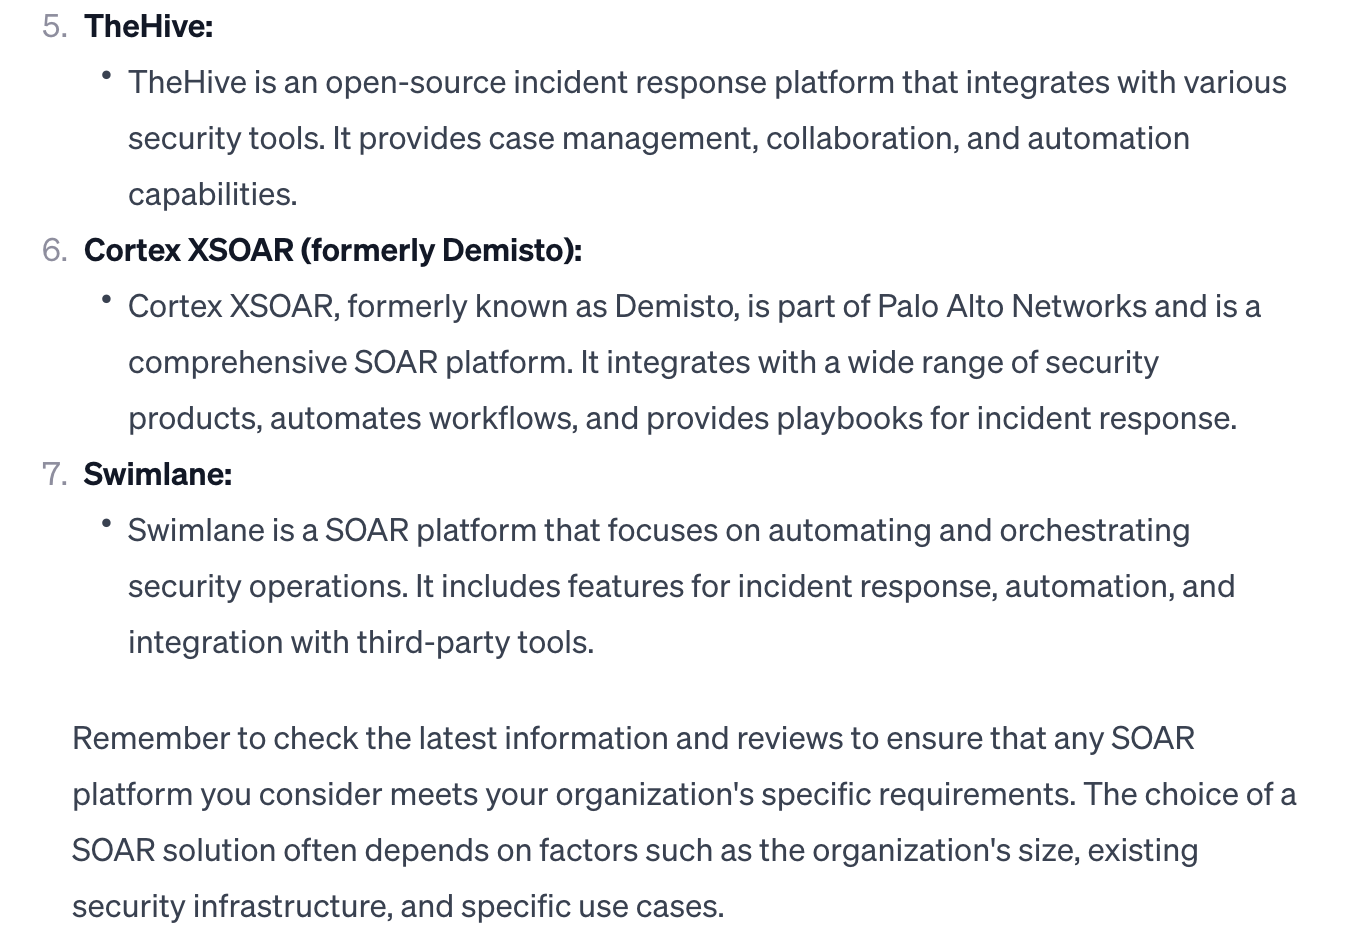 5. TheHive:
• TheHive is an open-source incident response platform that integrates with various
security tools. It provides case management, collaboration, and automation
capabilities.
6. Cortex XSOAR (formerly Demisto):
• Cortex XSOAR, formerly known as Demisto, is part of Palo Alto Networks and is a
comprehensive SOAR platform. It integrates with a wide range of security
products, automates workflows, and provides playbooks for incident response.
7. Swimlane:
• Swimlane is a SOAR platform that focuses on automating and orchestrating
security operations. It includes features for incident response, automation, and
integration with third-party tools.
Remember to check the latest information and reviews to ensure that any SOAR
platform you consider meets your organization's specific requirements. The choice of a
SOAR solution often depends on factors such as the organization's size, existing
security infrastructure, and specific use cases.